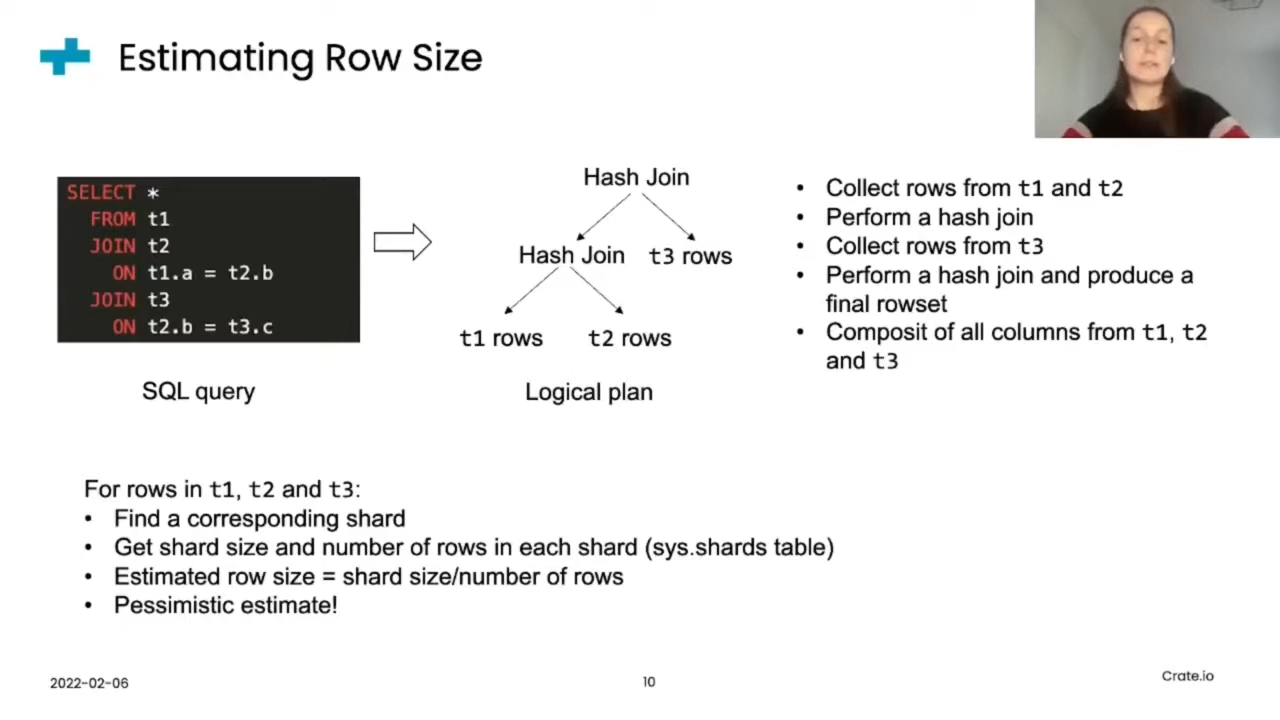 Estimating Row Size
SELECT *
FROM t1
JOIN t2
ON t1.a = t2.b
JOIN t3
ON t2.b = t3.c
SQL query
Hash Join
Hash Join
t3 rows
t1 rows
t2 rows
Logical plan
• Collect rows from t1 and t2
• Perform a hash join
• Collect rows from t3
• Perform a hash join and produce a
final rowset
• Composit of all columns from t1, t2
and t3
For rows in t1, t2 and t3:
• Find a corresponding shard
• Get shard size and number of rows in each shard (sys.shards table)
• Estimated row size = shard size/number of rows
• Pessimistic estimate!
2022-02-06
10
Crate.io